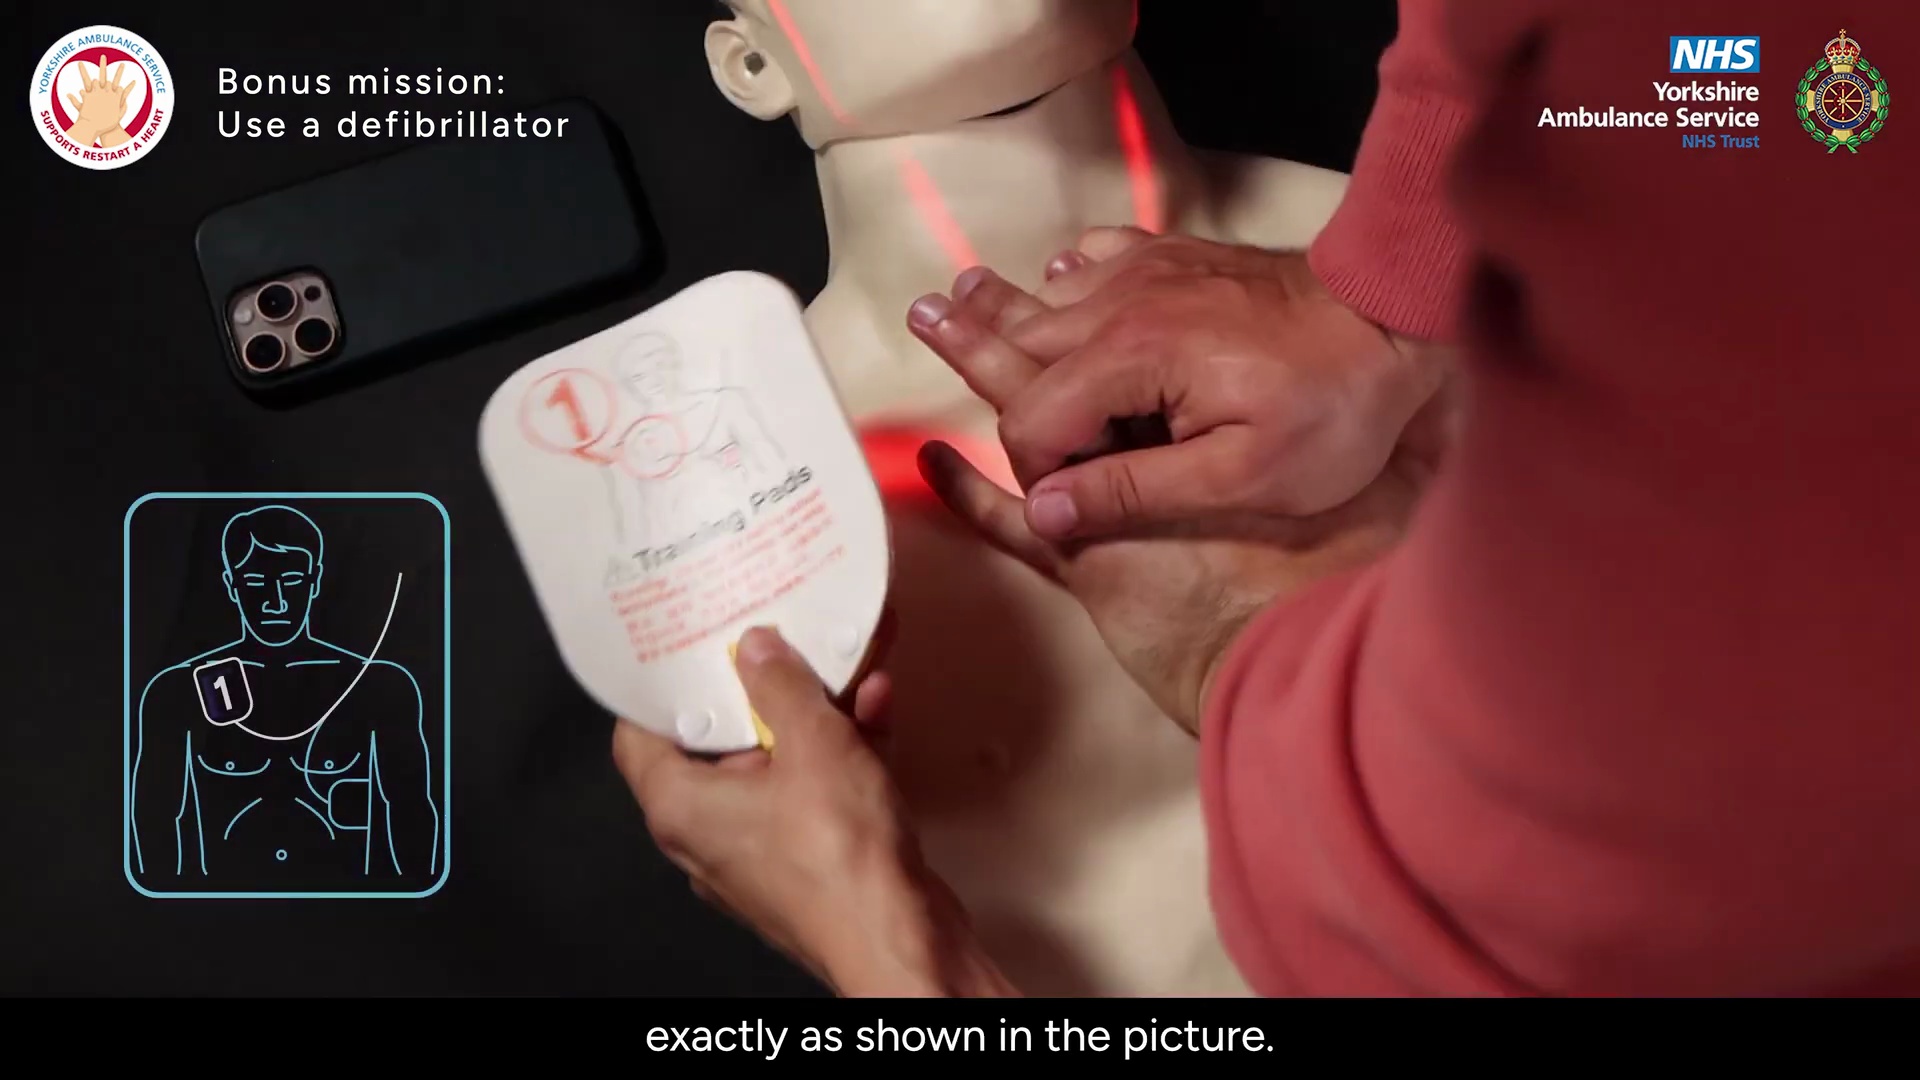 YORKSHIRE AMBULANCE SERVICE
SUPPORTS RESTART A HEART
Bonus mission:
Use a defibrillator
NHS
Yorkshire
Ambulance Service
NHS Trust
1
Training Pads
1
exactly as shown in the picture.